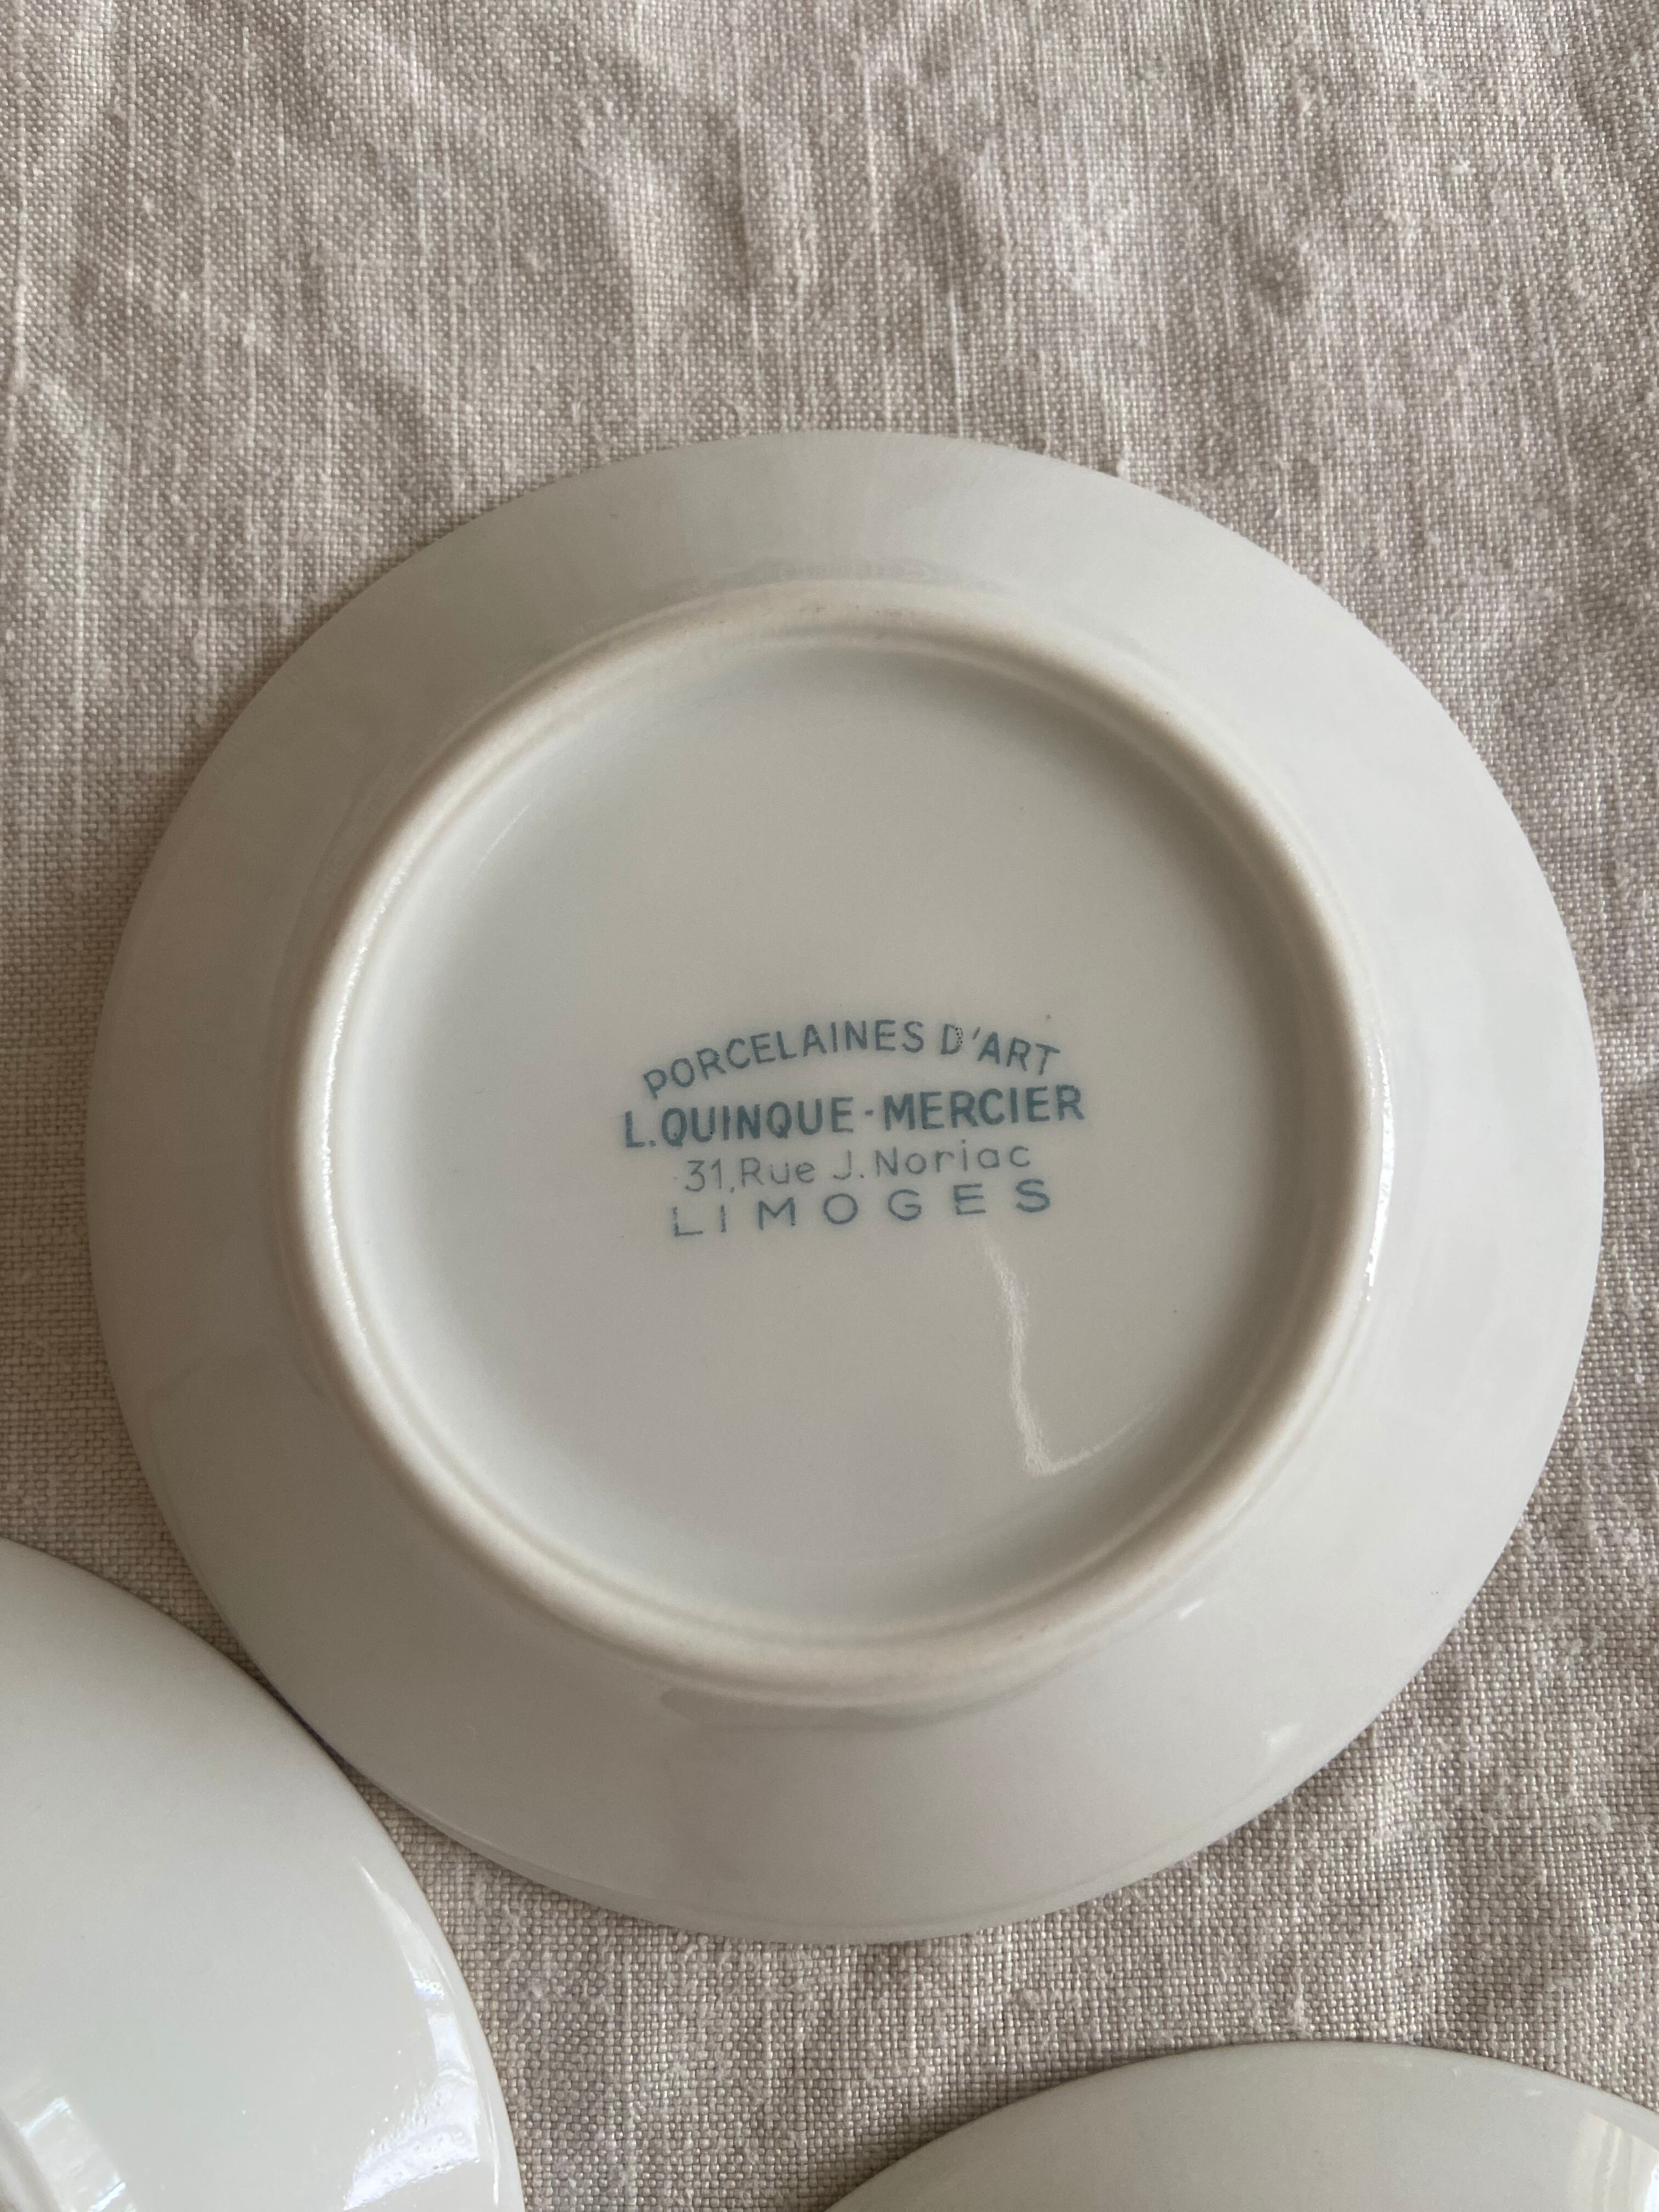 PORCELAINES D'ART
L.QUINQUE-MERCIER
31,Rue J.Noriac
LIMOGES